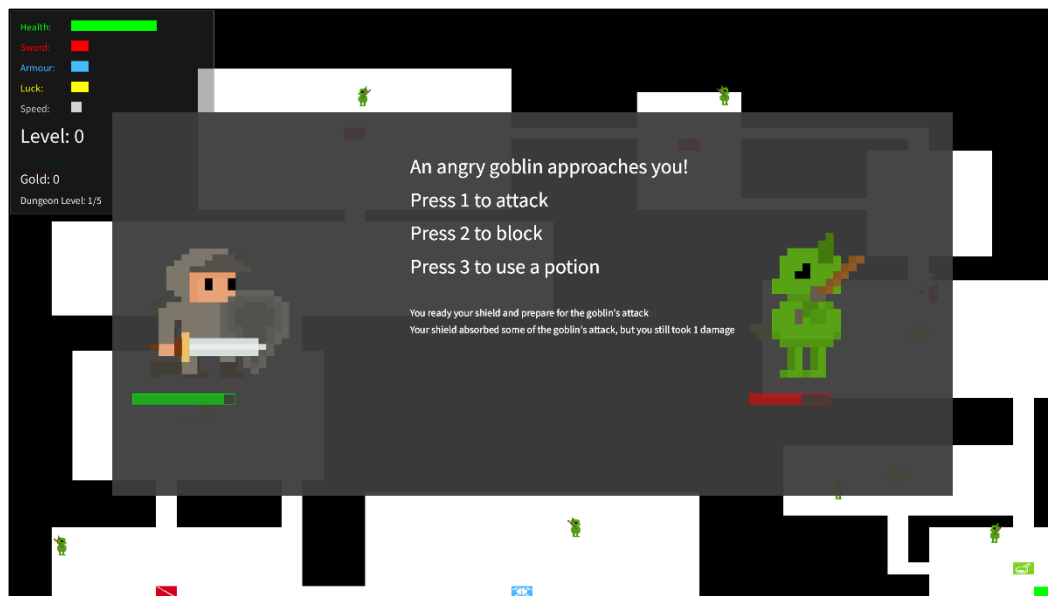 Health:
Sword:
Armour:
Luck:
Speed:
Level: 0
Gold: 0
Dungeon Level: 1/5
An angry goblin approaches you!
Press 1 to attack
Press 2 to block
Press 3 to use a potion
You ready your shield and prepare for the goblin's attack
Your shield absorbed some of the goblin's attack, but you still took 1 damage